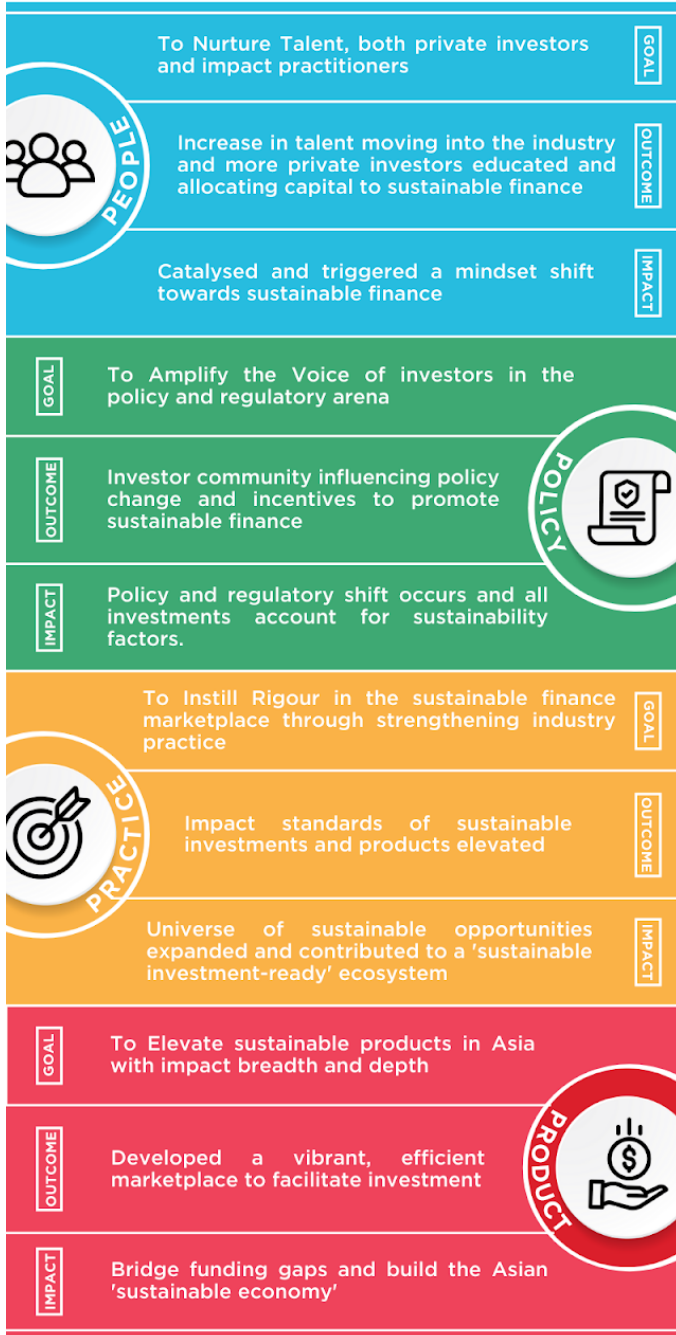 To Nurture Talent, both private investors
and impact practitioners
GOAL
PEOPLE
Increase in talent moving into the industry
and more private investors educated and
allocating capital to sustainable finance
OUTCOME
Catalysed and triggered a mindset shift
towards sustainable finance
IMPACT
GOAL
To Amplify the Voice of investors in the
policy and regulatory arena
OUTCOME
Investor community influencing policy
change and incentives to promote
sustainable finance
POLICY
IMPACT
Policy and regulatory shift occurs and all
investments account for sustainability
factors.
To Instill Rigour in the sustainable finance
marketplace through strengthening industry
practice
GOAL
PRACTICE
Impact standards of sustainable
investments and products elevated
OUTCOME
Universe of sustainable opportunities
expanded and contributed to a 'sustainable
investment-ready' ecosystem
IMPACT
GOAL
To Elevate sustainable products in Asia
with impact breadth and depth
OUTCOME
Developed a vibrant, efficient
marketplace to facilitate investment
PRODUCT
$
IMPACT
Bridge funding gaps and build the Asian
'sustainable economy'